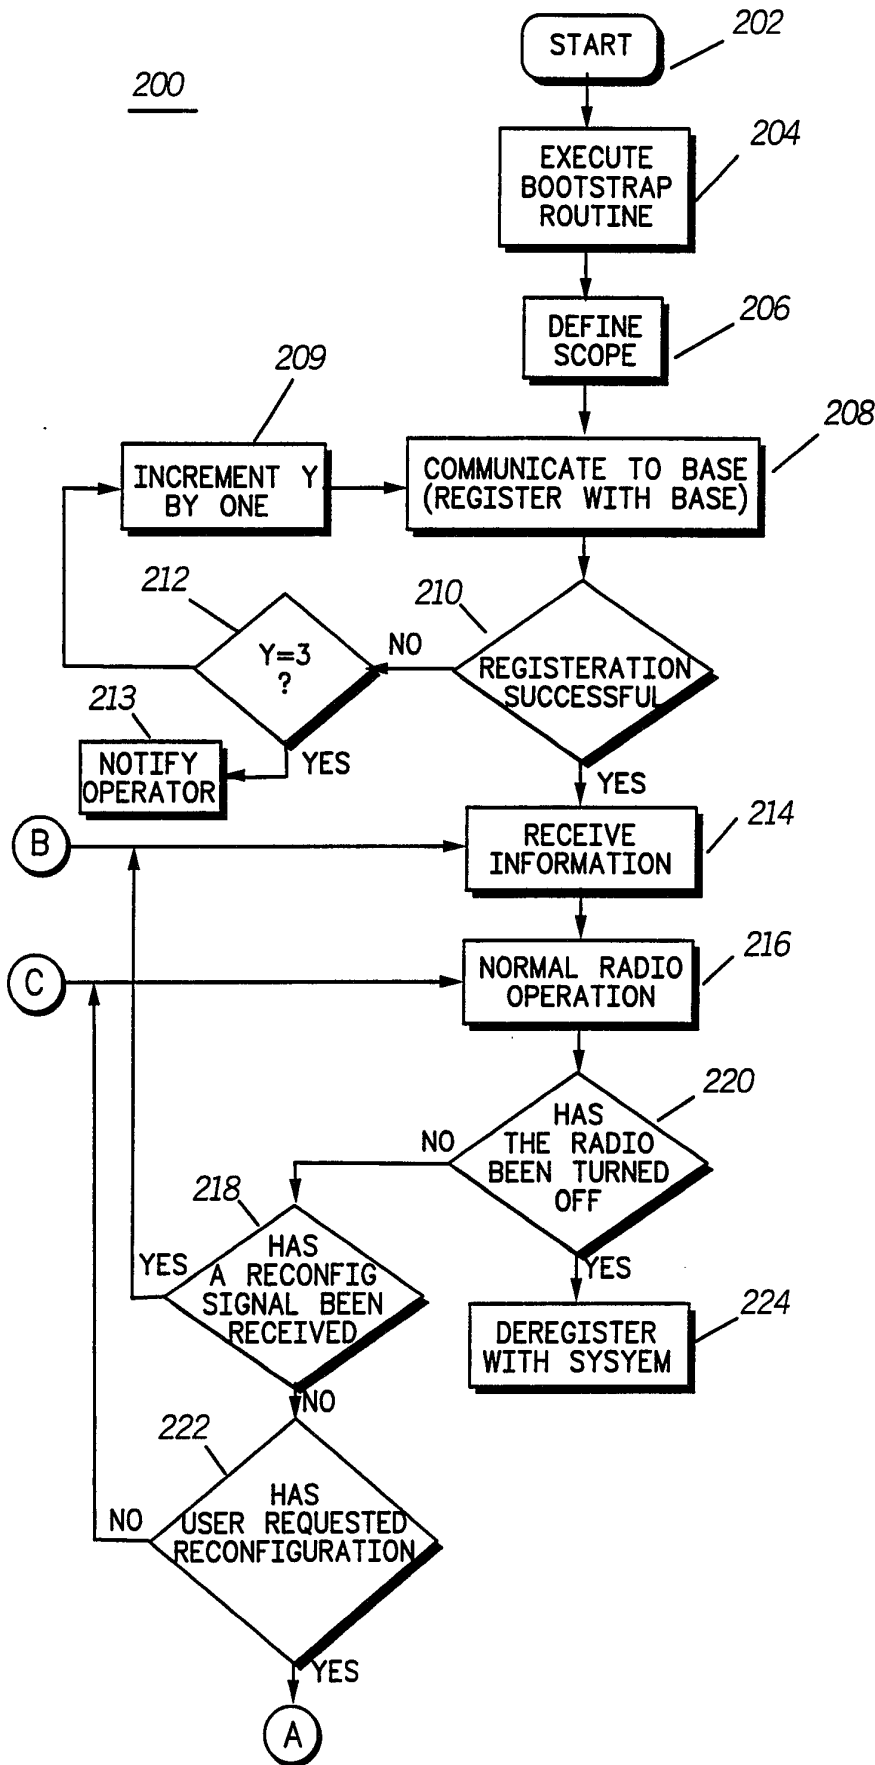 200
START
202
EXECUTE
BOOTSTRAP
ROUTINE
204
DEFINE
SCOPE
206
209
INCREMENT Y
BY ONE
COMMUNICATE TO BASE
(REGISTER WITH BASE)
208
212
Y=3
?
NO
210
REGISTERATION
SUCCESSFUL
213
NOTIFY
OPERATOR
YES
YES
B
RECEIVE
INFORMATION
214
C
NORMAL RADIO
OPERATION
216
HAS
THE RADIO
BEEN TURNED
OFF
220
NO
218
HAS
A RECONFIG
SIGNAL BEEN
RECEIVED
YES
YES
DEREGISTER
WITH SYSYEM
224
NO
222
HAS
USER REQUESTED
RECONFIGURATION
NO
YES
A